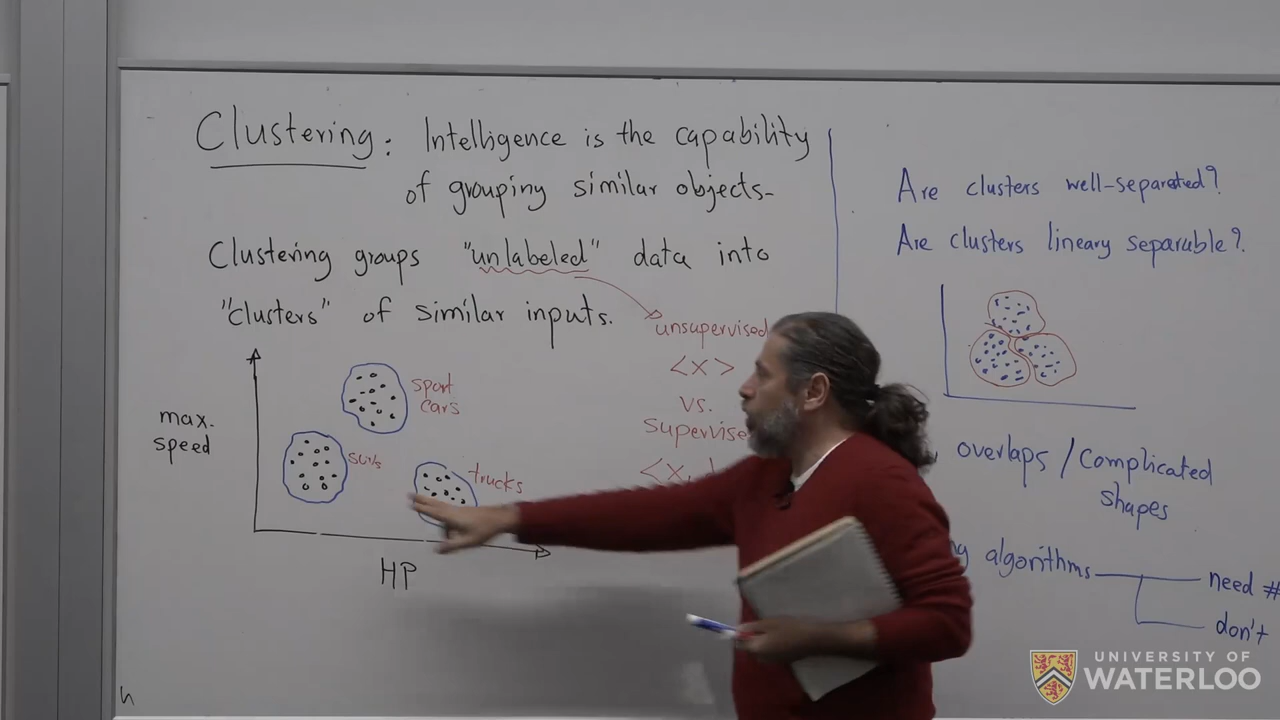 Clustering: Intelligence is the capability
of grouping similar objects-
Clustering groups "unlabeled" data into
"clusters" of similar inputs.
unsupervised
<x>
vs.
supervise
<x,
max.
speed
HP
sport
cars
suvs
trucks
Are clusters well-separated?
Are clusters lineary separable?
overlaps / Complicated
shapes
algorithms
need #
don't
UNIVERSITY OF
WATERLOO